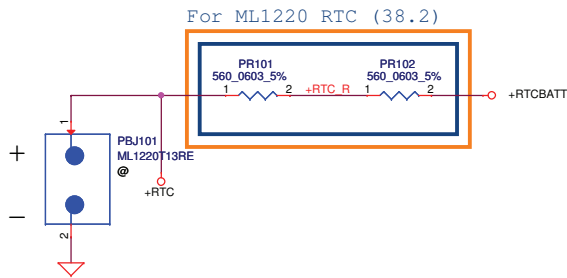 For ML1220 RTC (38.2)
PR101
560_0603_5%
PR102
560_0603_5%
1
2
+RTC_R
1
2
+RTCBATT
1
PBJ101
ML1220T13RE
@
+
+RTC
–
2